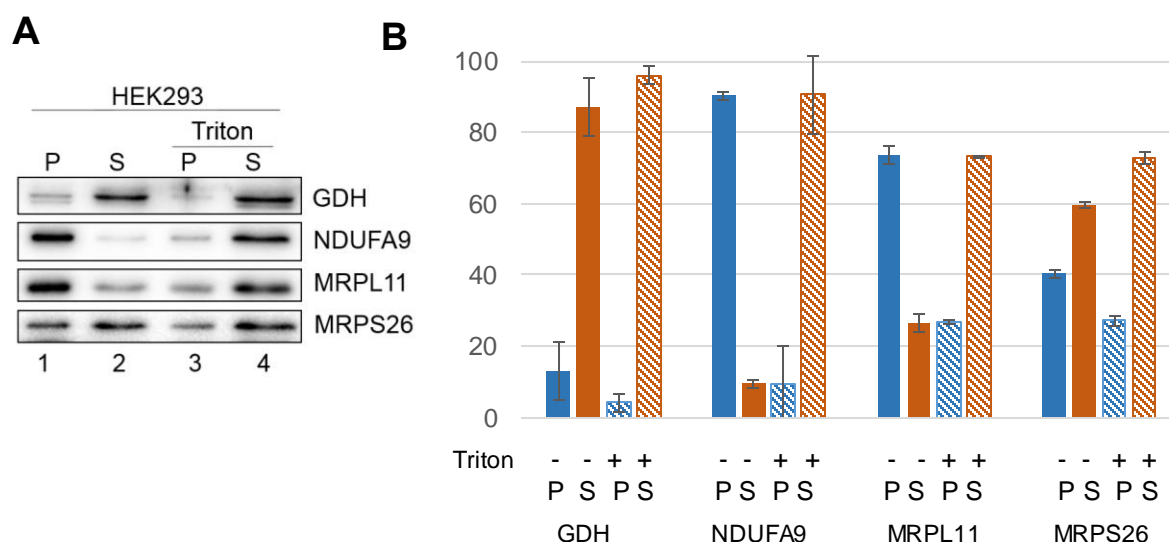 A
HEK293
Triton
P S P S
GDH
NDUFA9
MRPL11
MRPS26
1 2 3 4
B
100
80
60
40
20
0
Triton - - + + - - + + - - + + - - + +
P S P S P S P S P S P S P S P S
GDH NDUFA9 MRPL11 MRPS26